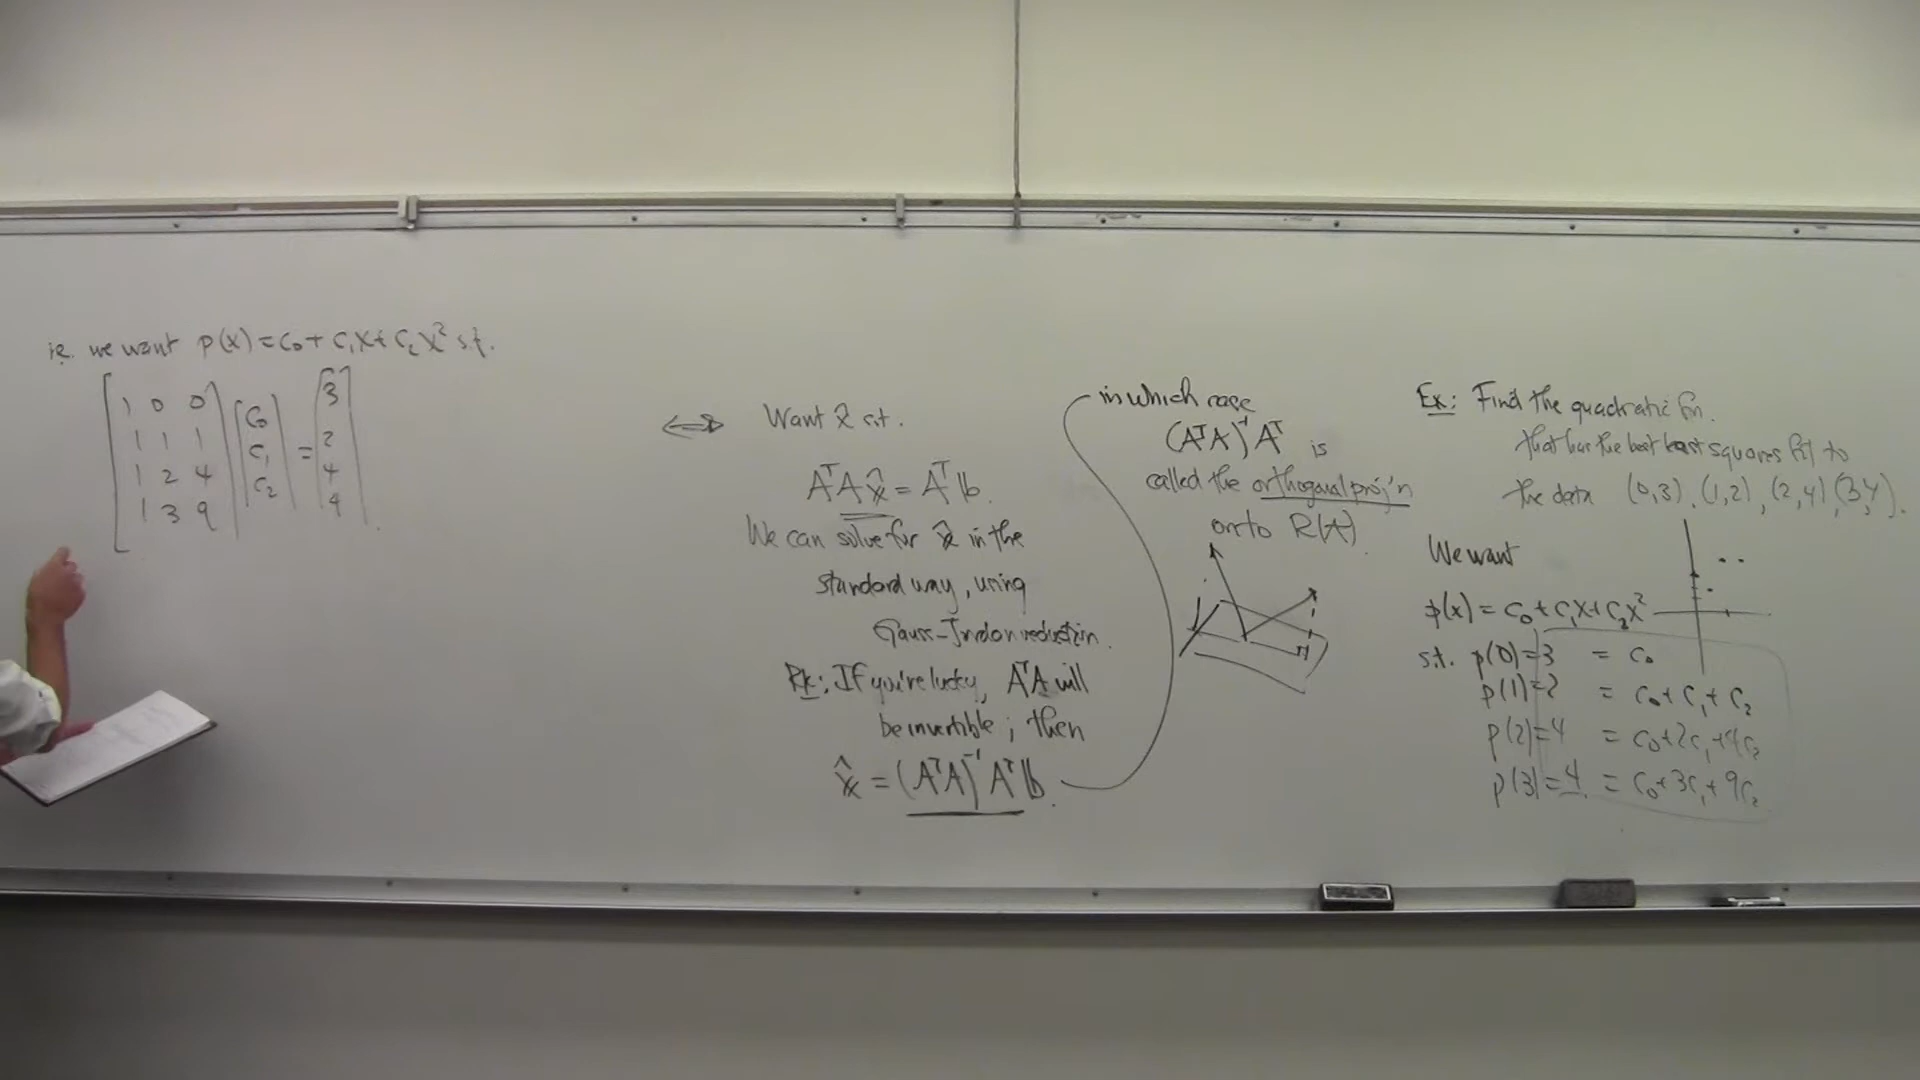 i.e. we want p(x) = c₀ + c₁x + c₂x² s.t.
[1 0 0] [c₀] [3]
[1 1 1] [c₁] = [2]
[1 2 4] [c₂] [4]
[1 3 9] [4].
⟺ Want x̂ s.t.
AᵀA x̂ = Aᵀ b.
We can solve for x̂ in the
standard way, using
Gauss-Jordan reduction.
Rk: If you're lucky, AᵀA will
be invertible; then
x̂ = (AᵀA)⁻¹ Aᵀ b.
in which case
(AᵀA)⁻¹ Aᵀ is
called the orthogonal proj'n
onto R(A).
Ex: Find the quadratic fn.
that has the best least squares fit to
the data (0,3), (1,2), (2,4), (3,4).
We want
p(x) = c₀ + c₁x + c₂x²
s.t. p(0) = 3 = c₀
p(1) = 2 = c₀ + c₁ + c₂
p(2) = 4 = c₀ + 2c₁ + 4c₂
p(3) = 4 = c₀ + 3c₁ + 9c₂